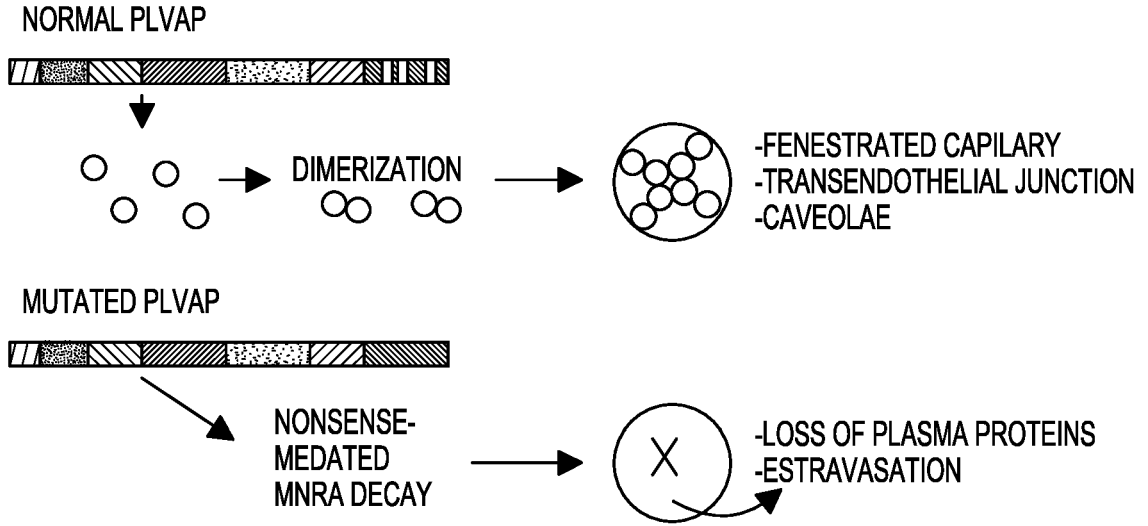 NORMAL PLVAP
DIMERIZATION
-FENESTRATED CAPILARY
-TRANSENDOTHELIAL JUNCTION
-CAVEOLAE
MUTATED PLVAP
NONSENSE-
MEDATED
MNRA DECAY
X
-LOSS OF PLASMA PROTEINS
-ESTRAVASATION